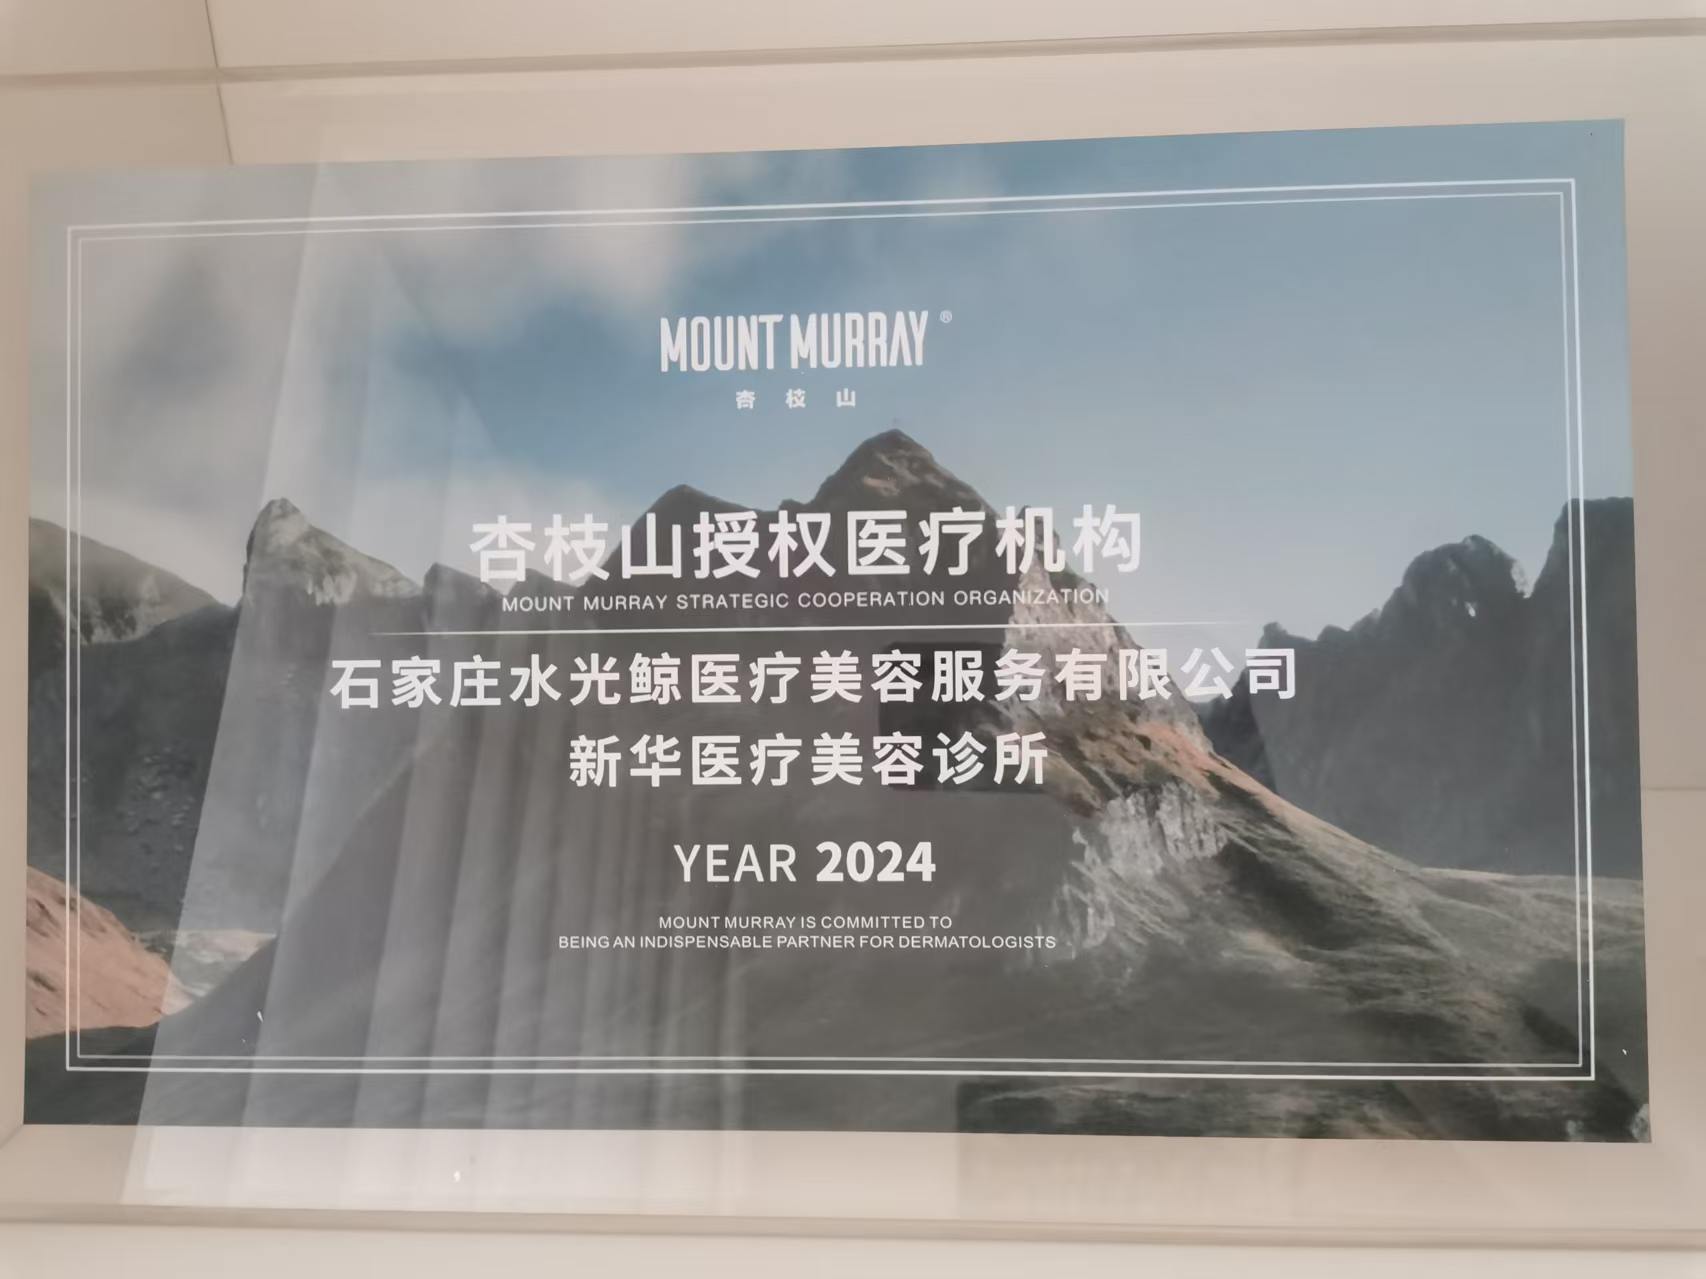 MOUNT MURRAY®
杏枝山
杏枝山授权医疗机构
MOUNT MURRAY STRATEGIC COOPERATION ORGANIZATION
石家庄水光鲸医疗美容服务有限公司
新华医疗美容诊所
YEAR 2024
MOUNT MURRAY IS COMMITTED TO
BEING AN INDISPENSABLE PARTNER FOR DERMATOLOGISTS